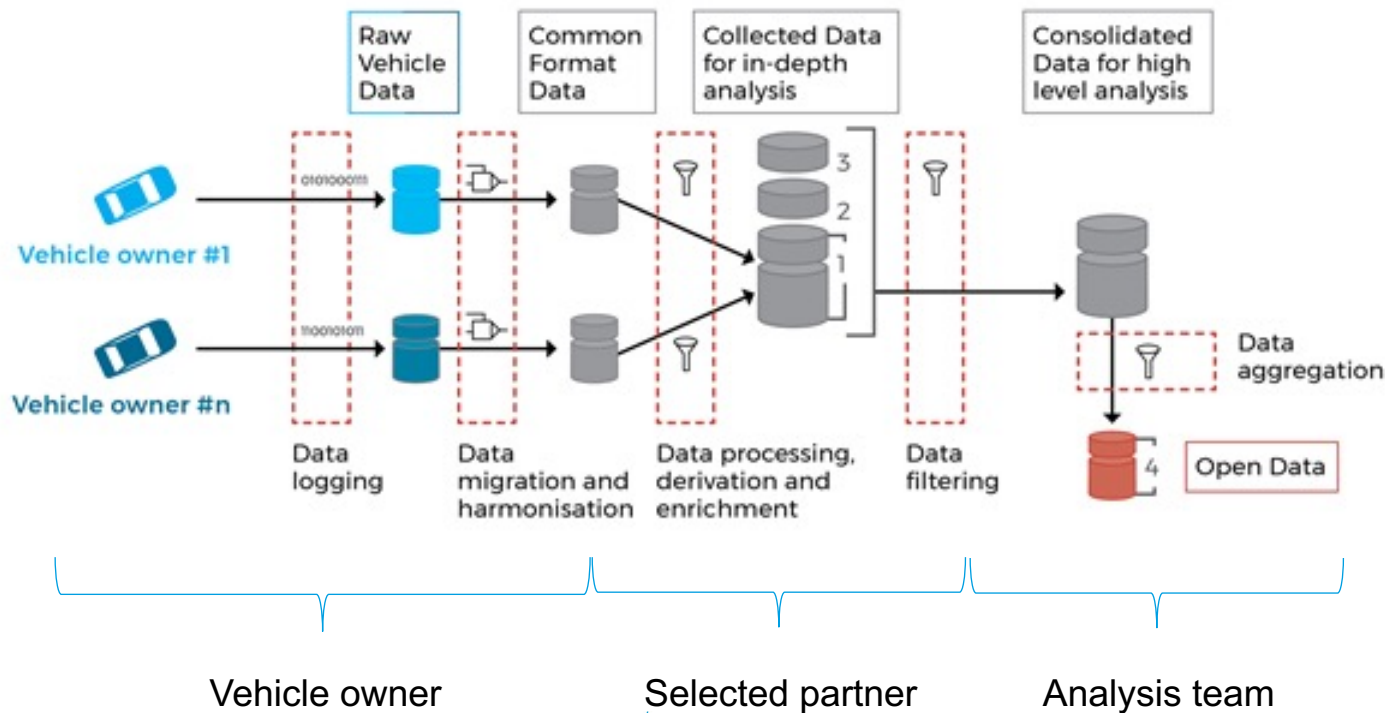 Raw
Vehicle
Data
Common
Format
Data
Collected Data
for in-depth
analysis
Consolidated
Data for high
level analysis
0101000111
3
2
1
Vehicle owner #1
1100101011
Vehicle owner #n
Data
aggregation
4
Open Data
Data
logging
Data
migration and
harmonisation
Data processing,
derivation and
enrichment
Data
filtering
Vehicle owner
Selected partner
Analysis team